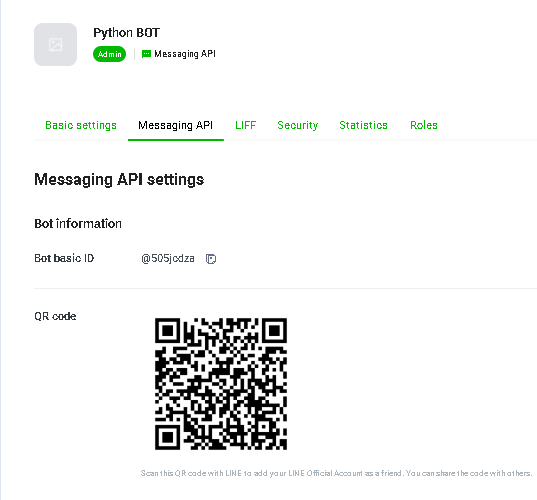 Python BOT
Admin Messaging API
Basic settings Messaging API LIFF Security Statistics Roles
Messaging API settings
Bot information
Bot basic ID @505jcdza
QR code
Scan this QR code with LINE to add your LINE Official Account as a friend. You can share the code with others.